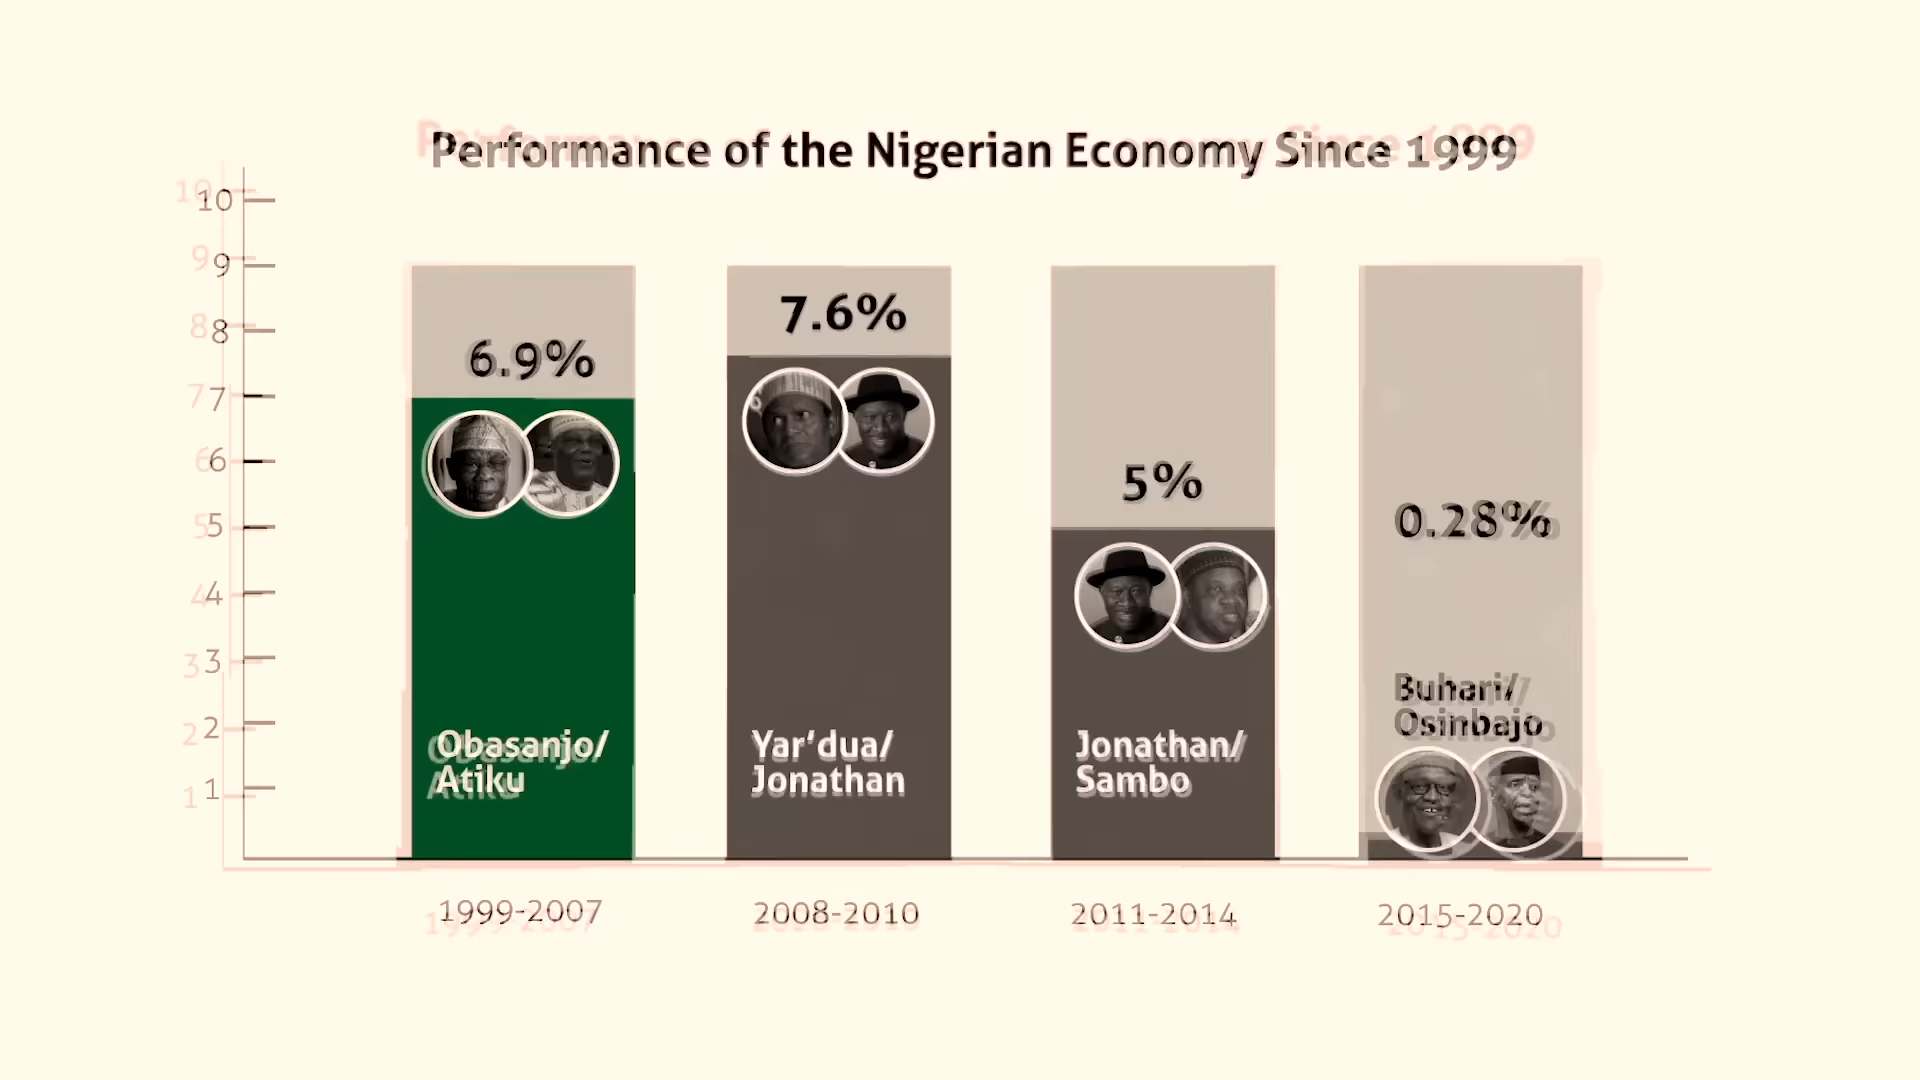 Performance of the Nigerian Economy Since 1999
10
9
8
7
6
5
4
3
2
1
6.9%
Obasanjo/
Atiku
1999-2007
7.6%
Yar'dua/
Jonathan
2008-2010
5%
Jonathan/
Sambo
2011-2014
0.28%
Buhari/
Osinbajo
2015-2020